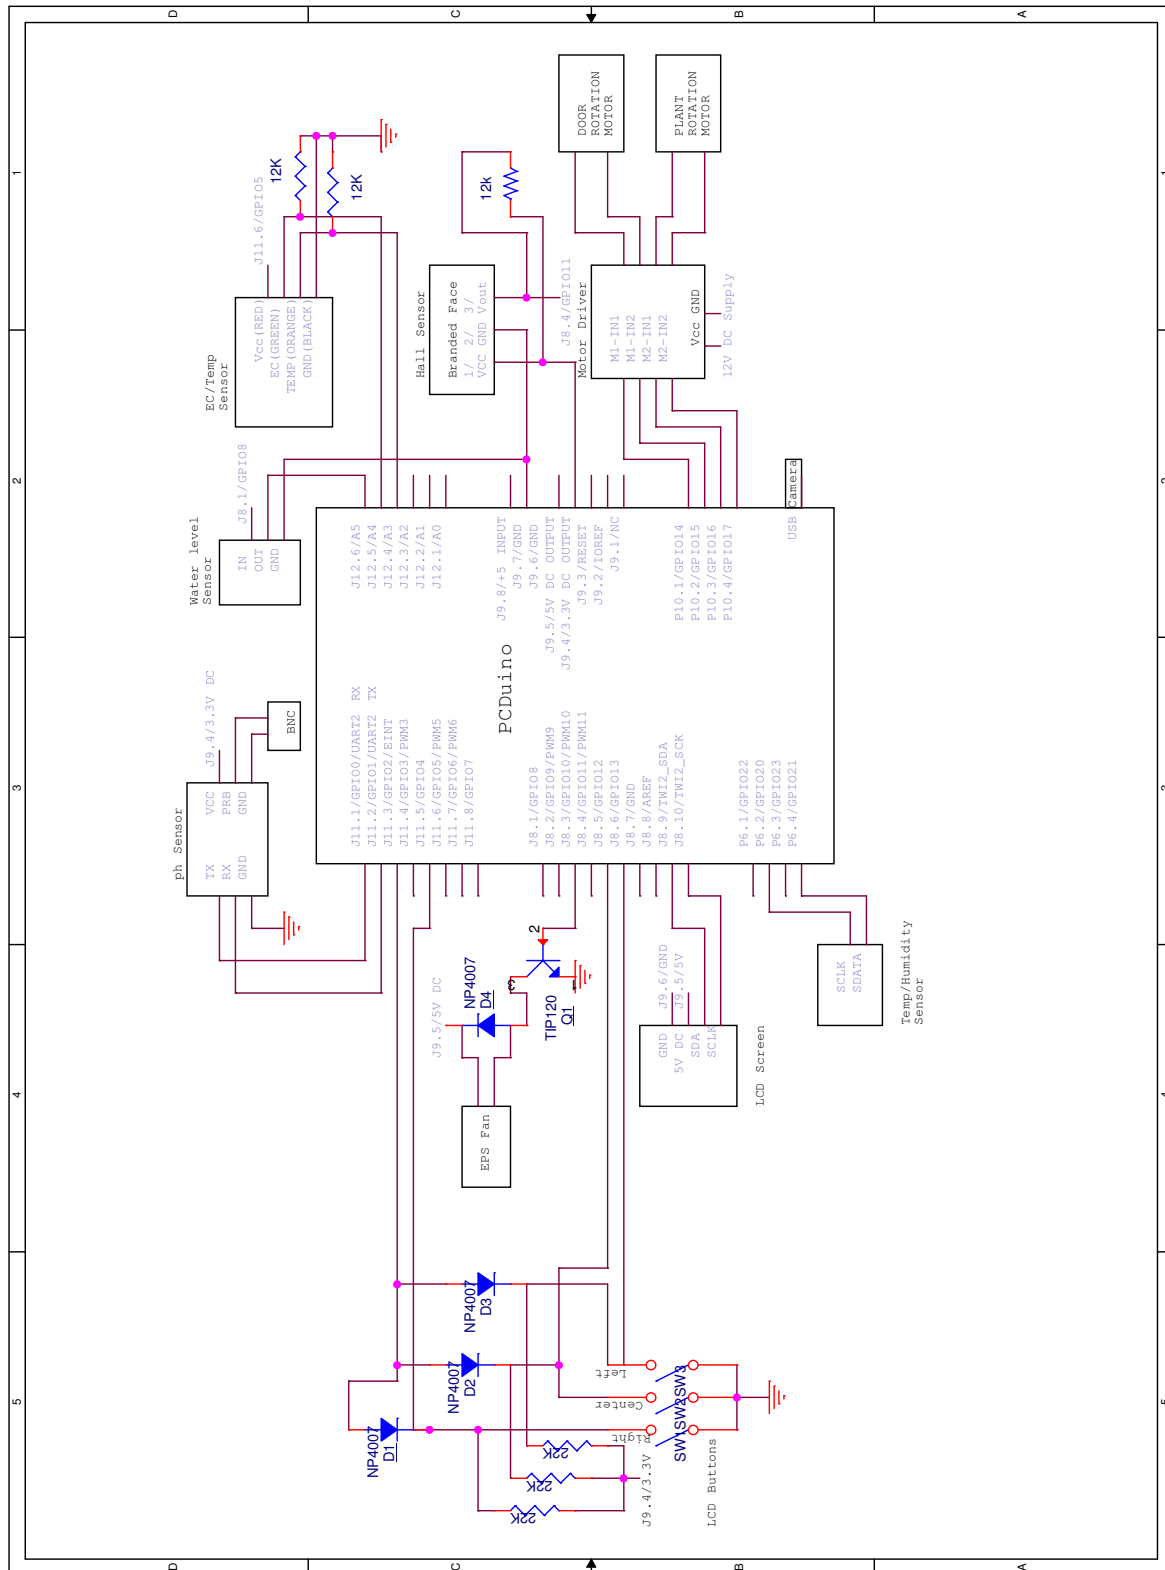 D
C
B
A
1
2
3
4
5
1
2
3
4
5
D
C
B
A
EC/Temp
Sensor
Vcc(RED)
EC(GREEN)
TEMP(ORANGE)
GND(BLACK)
J11.6/GPIO5
12K
12K
Hall Sensor
Branded Face
1/ 2/ 3/
VCC GND Vout
12k
J8.4/GPIO11
Motor Driver
M1-IN1
M1-IN2
M2-IN1
M2-IN2
Vcc GND
12V DC Supply
DOOR
ROTATION
MOTOR
PLANT
ROTATION
MOTOR
Water level
Sensor
IN
OUT
GND
J8.1/GPIO8
PCDuino
J12.6/A5
J12.5/A4
J12.4/A3
J12.3/A2
J12.2/A1
J12.1/A0
J9.8/+5 INPUT
J9.7/GND
J9.6/GND
J9.5/5V DC OUTPUT
J9.4/3.3V DC OUTPUT
J9.3/RESET
J9.2/IOREF
J9.1/NC
P10.1/GPIO14
P10.2/GPIO15
P10.3/GPIO16
P10.4/GPIO17
USB Camera
J11.1/GPIO0/UART2 RX
J11.2/GPIO1/UART2 TX
J11.3/GPIO2/EINT
J11.4/GPIO3/PWM3
J11.5/GPIO4
J11.6/GPIO5/PWM5
J11.7/GPIO6/PWM6
J11.8/GPIO7
J8.1/GPIO8
J8.2/GPIO9/PWM9
J8.3/GPIO10/PWM10
J8.4/GPIO11/PWM11
J8.5/GPIO12
J8.6/GPIO13
J8.7/GND
J8.8/AREF
J8.9/TWI2_SDA
J8.10/TWI2_SCK
P6.1/GPIO22
P6.2/GPIO20
P6.3/GPIO23
P6.4/GPIO21
ph Sensor
TX VCC
RX PRB
GND GND
J9.4/3.3V DC
BNC
J9.5/5V DC
NP4007
D4
TIP120
Q1
2
3
1
EPS Fan
J9.6/GND
J9.5/5V
GND
5V DC
SDA
SCLK
LCD Screen
SCLK
SDATA
Temp/Humidity
Sensor
NP4007
D1
NP4007
D2
NP4007
D3
22K
22K
22K
Left
Center
Right
SW1
SW2
SW3
J9.4/3.3V
LCD Buttons